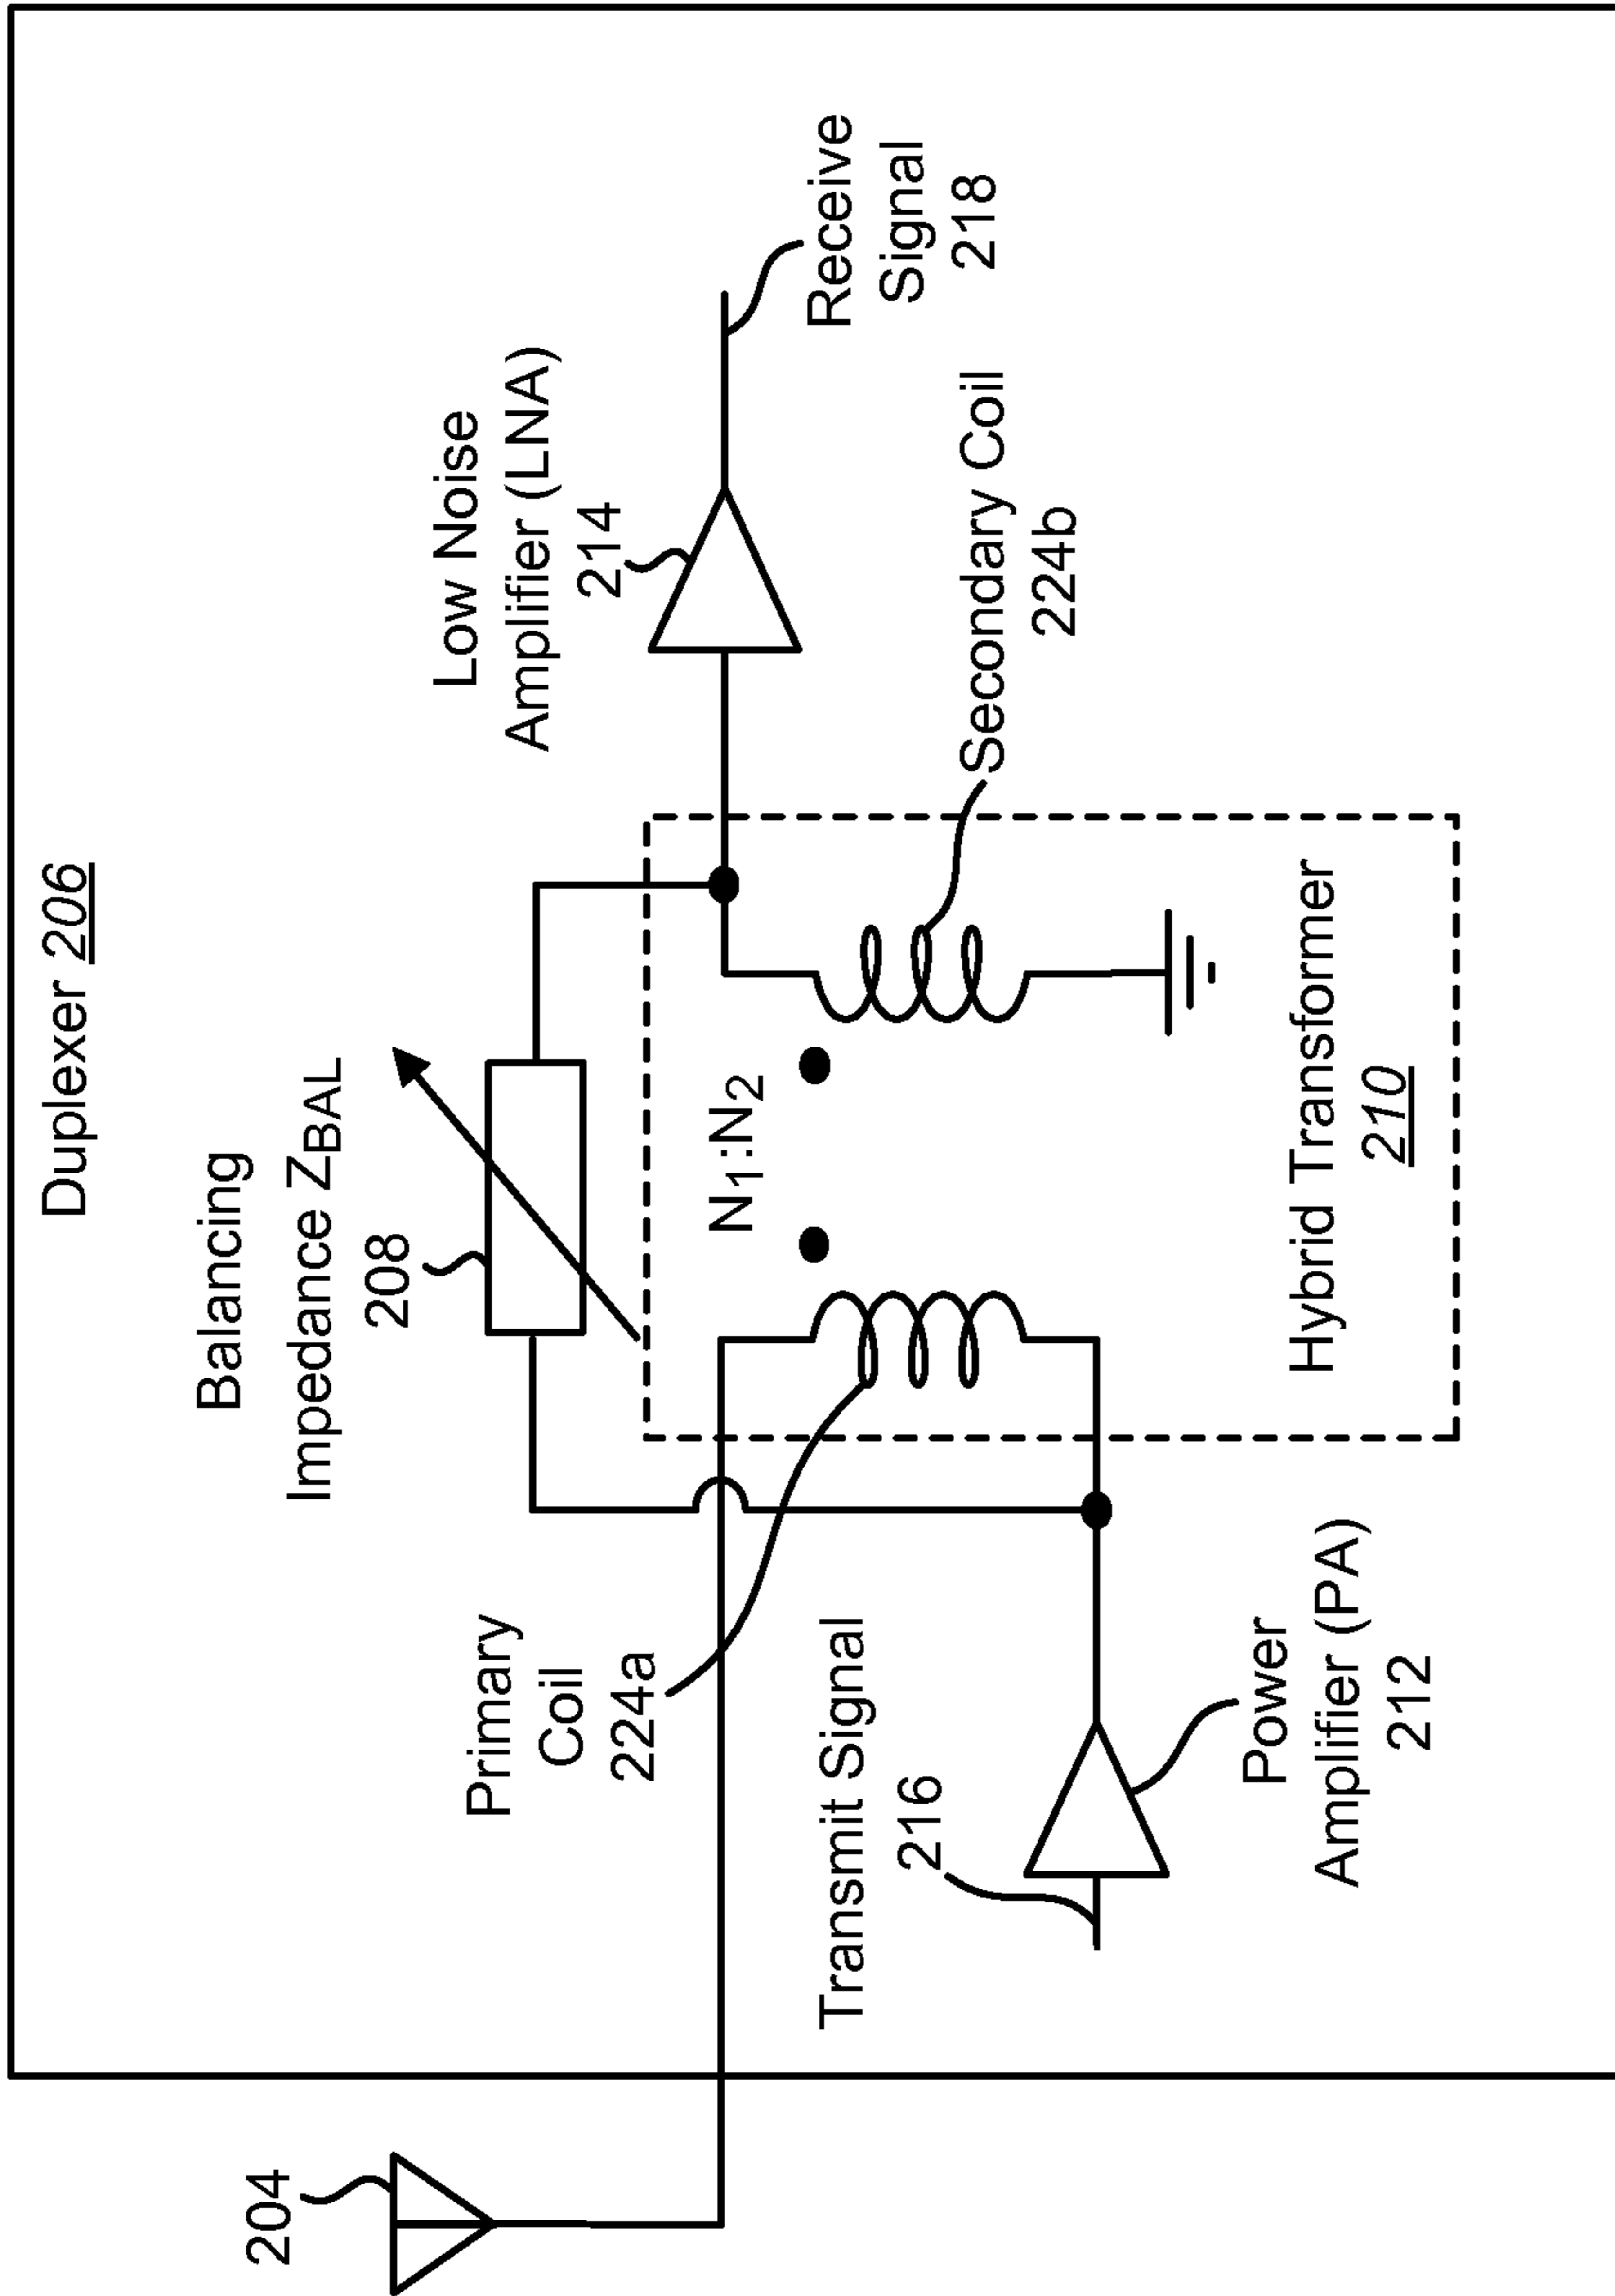 Duplexer 206
Balancing
Impedance ZBAL
208
Low Noise
Amplifier (LNA)
214
Receive
Signal
218
Primary
Coil
224a
N1:N2
Secondary Coil
224b
Transmit Signal
216
Power
Amplifier (PA)
212
Hybrid Transformer
210
204